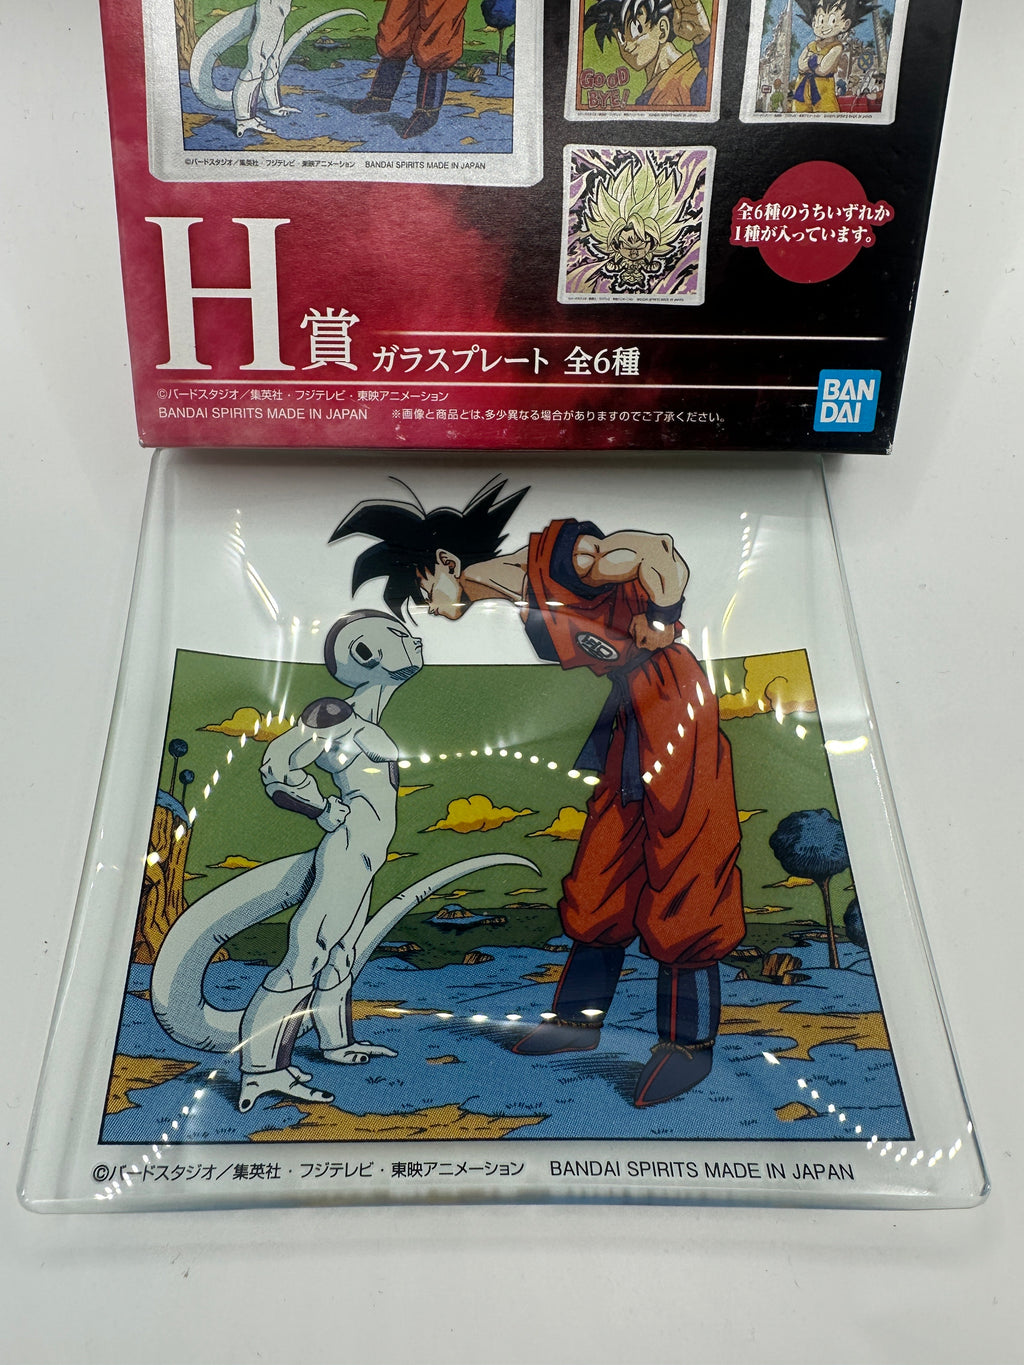 ©バードスタジオ/集英社・フジテレビ・東映アニメーション BANDAI SPIRITS MADE IN JAPAN
GOOD
BYE!
全6種のうちいずれか
1種が入っています。
H賞 ガラスプレート 全6種
©バードスタジオ/集英社・フジテレビ・東映アニメーション
BANDAI SPIRITS MADE IN JAPAN ※画像と商品とは、多少異なる場合がありますのでご了承ください。
BAN
DAI
©バードスタジオ/集英社・フジテレビ・東映アニメーション BANDAI SPIRITS MADE IN JAPAN